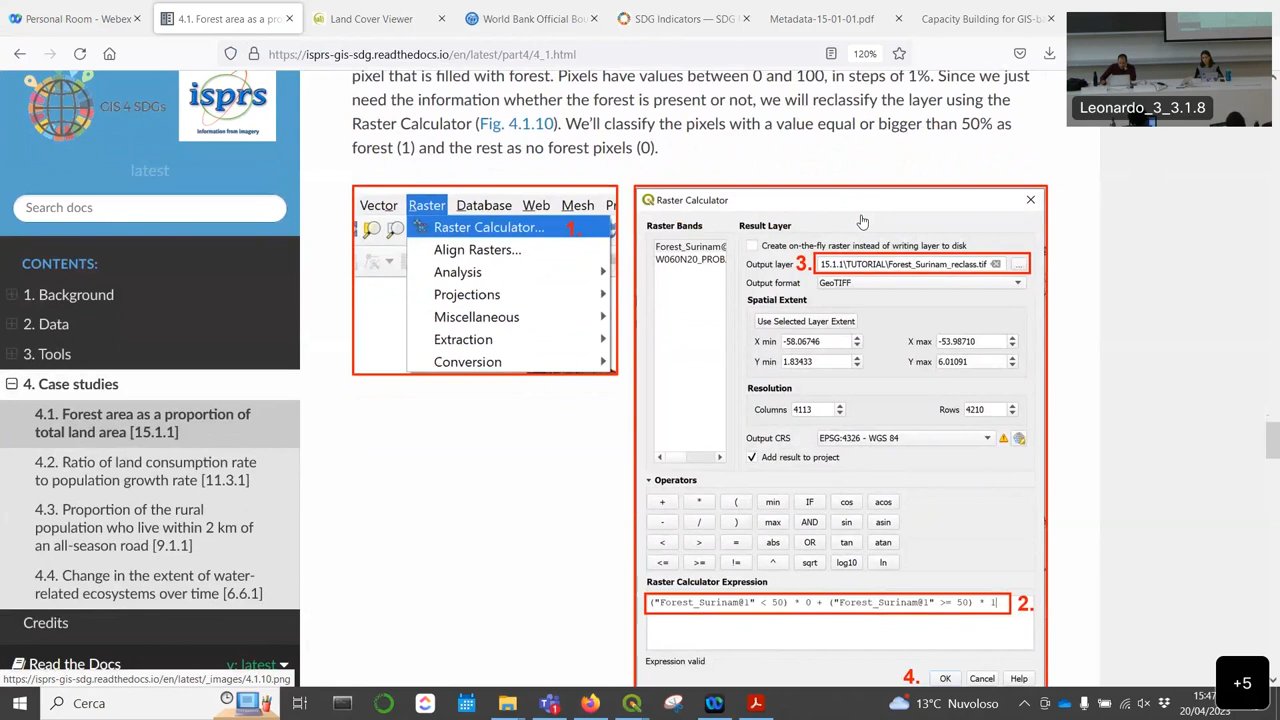 Personal Room - Webex
4.1. Forest area as a pro
Land Cover Viewer
World Bank Official Bou
SDG Indicators — SDG
Metadata-15-01-01.pdf
Capacity Building for GIS-b
https://isprs-gis-sdg.readthedocs.io/en/latest/part4/4_1.html
120%
Leonardo_3_3.1.8
GIS 4 SDGs
isprs
information from imagery
latest
Search docs
CONTENTS:
1. Background
2. Data
3. Tools
4. Case studies
4.1. Forest area as a proportion of
total land area [15.1.1]
4.2. Ratio of land consumption rate
to population growth rate [11.3.1]
4.3. Proportion of the rural
population who live within 2 km of
an all-season road [9.1.1]
4.4. Change in the extent of water-
related ecosystems over time [6.6.1]
Credits
Read the Docs v: latest
https://isprs-gis-sdg.readthedocs.io/en/latest/_images/4.1.10.png
pixel that is filled with forest. Pixels have values between 0 and 100, in steps of 1%. Since we just
need the information whether the forest is present or not, we will reclassify the layer using the
Raster Calculator (Fig. 4.1.10). We'll classify the pixels with a value equal or bigger than 50% as
forest (1) and the rest as no forest pixels (0).
Vector Raster Database Web Mesh Pr
Raster Calculator... 1.
Align Rasters...
Analysis
Projections
Miscellaneous
Extraction
Conversion
Raster Calculator
Raster Bands
Forest_Surinam@
W060N20_PROBA
Result Layer
Create on-the-fly raster instead of writing layer to disk
Output layer 3. 15.1.1\TUTORIAL\Forest_Surinam_reclass.tif ...
Output format GeoTIFF
Spatial Extent
Use Selected Layer Extent
X min -58.06746 X max -53.98710
Y min 1.83433 Y max 6.01091
Resolution
Columns 4113 Rows 4210
Output CRS EPSG:4326 - WGS 84
Add result to project
Operators
+ * ( min IF cos acos
- / ) max AND sin asin
< > = abs OR tan atan
<= >= != ^ sqrt log10 ln
Raster Calculator Expression
("Forest_Surinam@1" < 50) * 0 + ("Forest_Surinam@1" >= 50) * 1 2.
Expression valid
4. OK Cancel Help
+5
Cerca
13°C Nuvoloso
15:47
20/04/2023